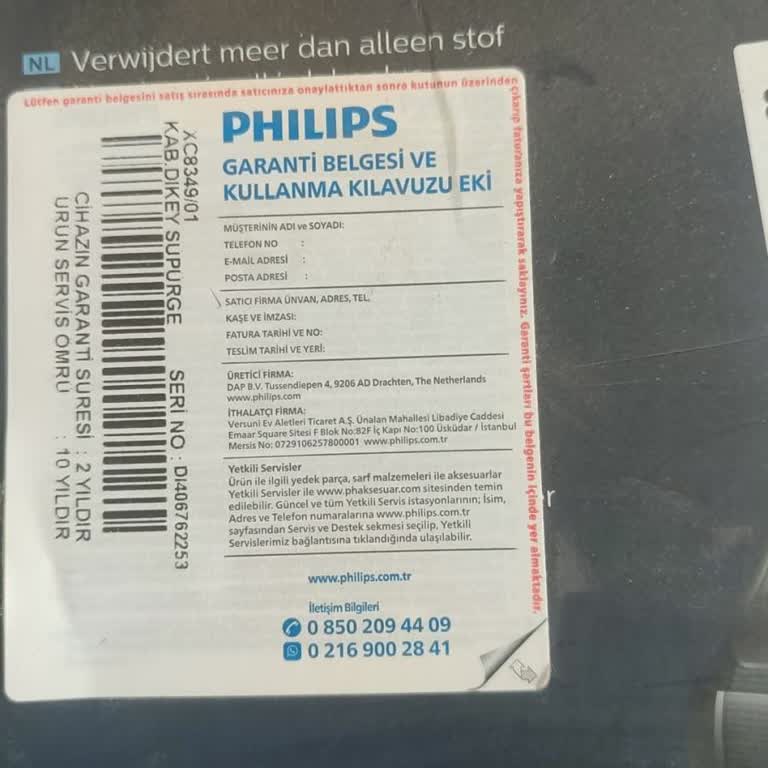 NL Verwijdert meer dan alleen stof
Lütfen garanti belgesini satış sırasında satıcınıza onaylattıktan sonra kutunun üzerinden
çıkarıp faturanıza yapıştırarak saklayınız. Garanti şartları bu belgenin içinde yer almaktadır.
XC8349/01
KAB.DIKEY SUPURGE SERI NO : DI406762253
CIHAZIN GARANTI SURESI : 2 YILDIR
URUN SERVIS OMRU : 10 YILDIR
PHILIPS
GARANTİ BELGESİ VE
KULLANMA KILAVUZU EKİ
MÜŞTERİNİN ADI ve SOYADI:
TELEFON NO :
E-MAİL ADRESİ :
POSTA ADRESİ :
SATICI FİRMA ÜNVAN, ADRES, TEL.
KAŞE VE İMZASI:
FATURA TARİHİ VE NO:
TESLİM TARİHİ VE YERİ:
ÜRETİCİ FİRMA:
DAP B.V. Tussendiepen 4, 9206 AD Drachten, The Netherlands
www.philips.com
İTHALATÇI FİRMA:
Versuni Ev Aletleri Ticaret A.Ş. Ünalan Mahallesi Libadiye Caddesi
Emaar Square Sitesi F Blok No:82F İç Kapı No:100 Üsküdar / İstanbul
Mersis No: 0729106257800001 www.philips.com.tr
Yetkili Servisler
Ürün ile ilgili yedek parça, sarf malzemeleri ile aksesuarlar
Yetkili Servisler ile www.phaksesuar.com sitesinden temin
edilebilir. Güncel ve tüm Yetkili Servis istasyonlarının; İsim,
Adres ve Telefon numaralarına www.philips.com.tr
sayfasından Servis ve Destek sekmesi seçilip, Yetkili
Servislerimiz bağlantısına tıklandığında ulaşılabilir.
www.philips.com.tr
İletişim Bilgileri
0 850 209 44 09
0 216 900 28 41